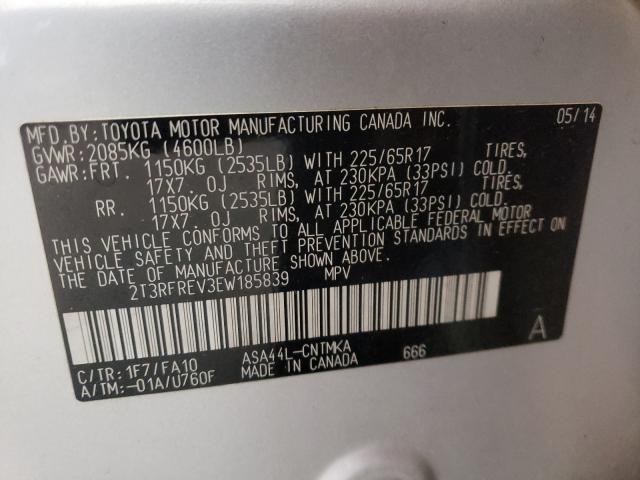 MFD.BY:TOYOTA MOTOR MANUFACTURING CANADA INC. 05/14
GVWR:2085KG (4600LB)
GAWR:FRT. 1150KG (2535LB) WITH 225/65R17 TIRES,
17X7.0J RIMS, AT 230KPA (33PSI) COLD.
RR. 1150KG (2535LB) WITH 225/65R17 TIRES,
17X7.0J RIMS, AT 230KPA (33PSI) COLD.
THIS VEHICLE CONFORMS TO ALL APPLICABLE FEDERAL MOTOR
VEHICLE SAFETY AND THEFT PREVENTION STANDARDS IN EFFECT ON
THE DATE OF MANUFACTURE SHOWN ABOVE.
2T3RFREV3EW185839 MPV
A
C/TR:1F7/FA10 ASA44L-CNTMKA 666
A/TM:-01A/U760F MADE IN CANADA